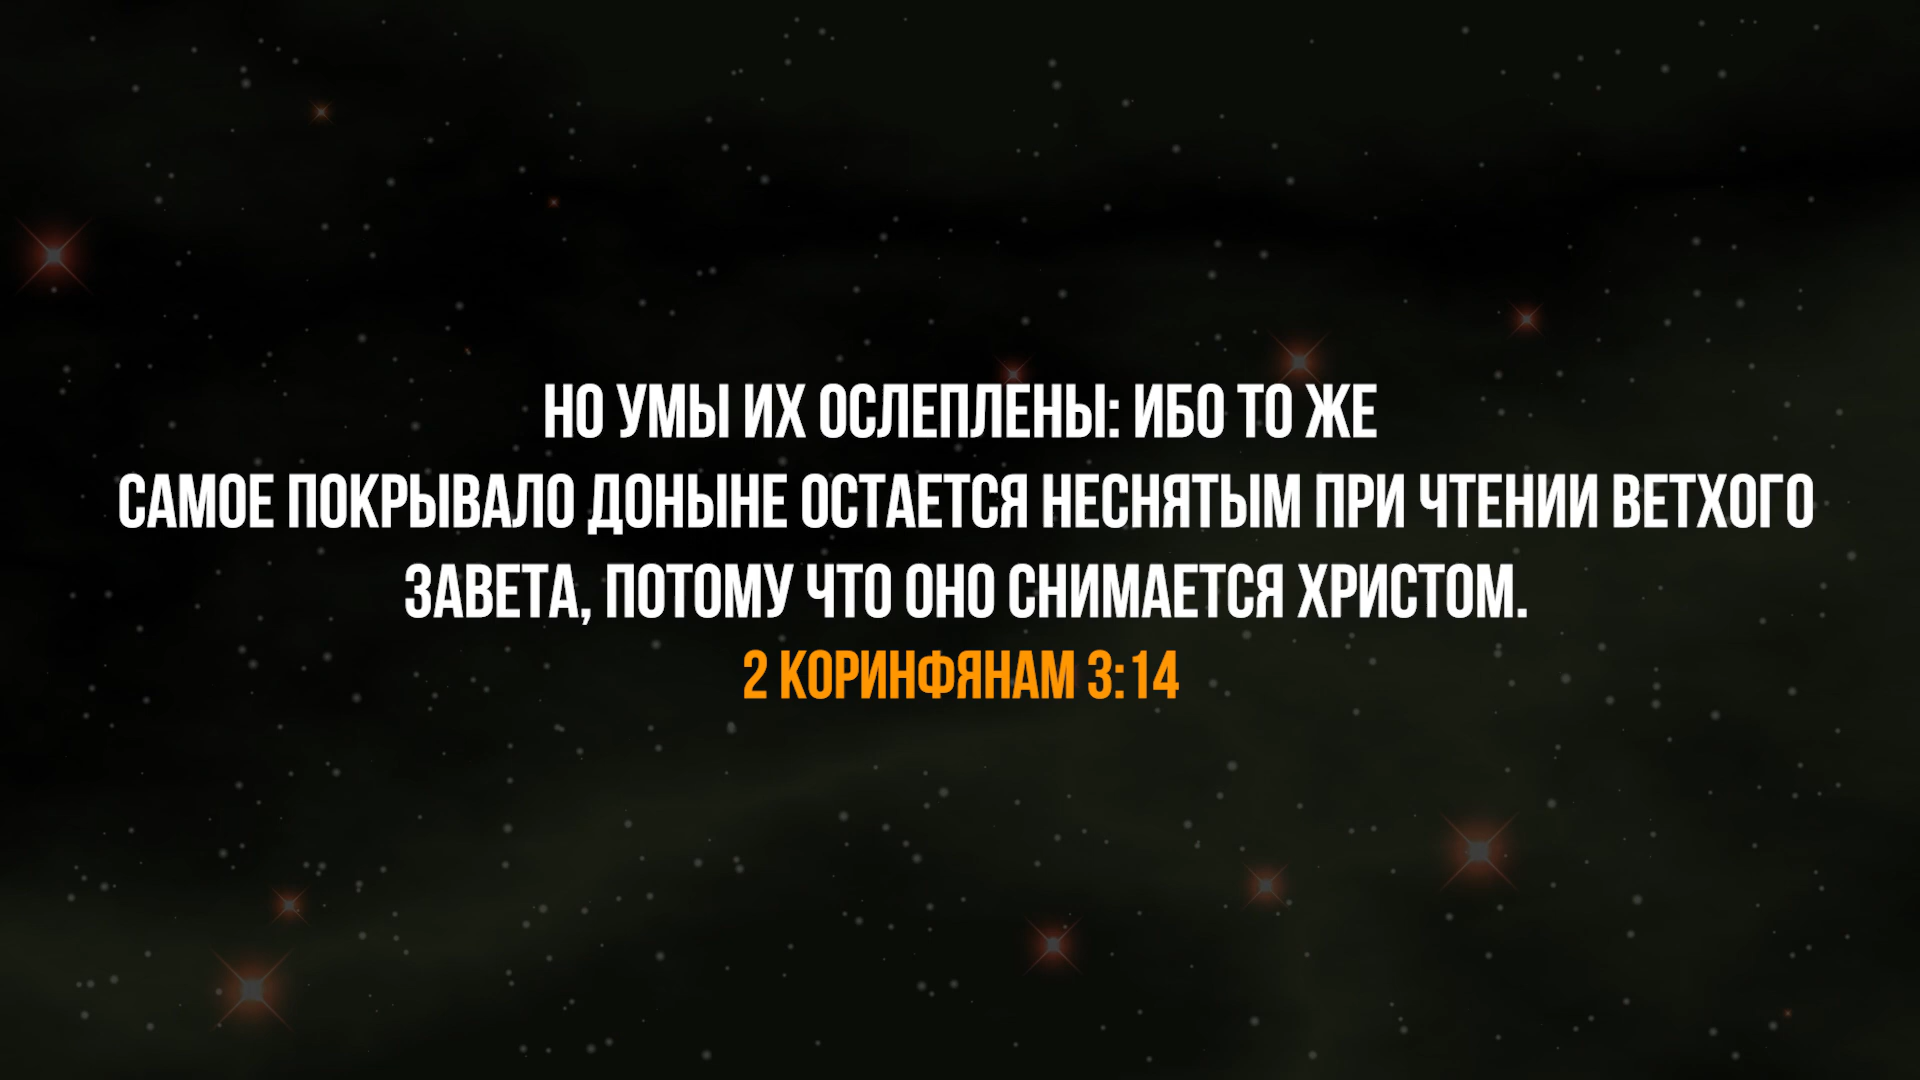 НО УМЫ ИХ ОСЛЕПЛЕНЫ: ИБО ТО ЖЕ
САМОЕ ПОКРЫВАЛО ДОНЫНЕ ОСТАЕТСЯ НЕСНЯТЫМ ПРИ ЧТЕНИИ ВЕТХОГО
ЗАВЕТА, ПОТОМУ ЧТО ОНО СНИМАЕТСЯ ХРИСТОМ.
2 КОРИНФЯНАМ 3:14